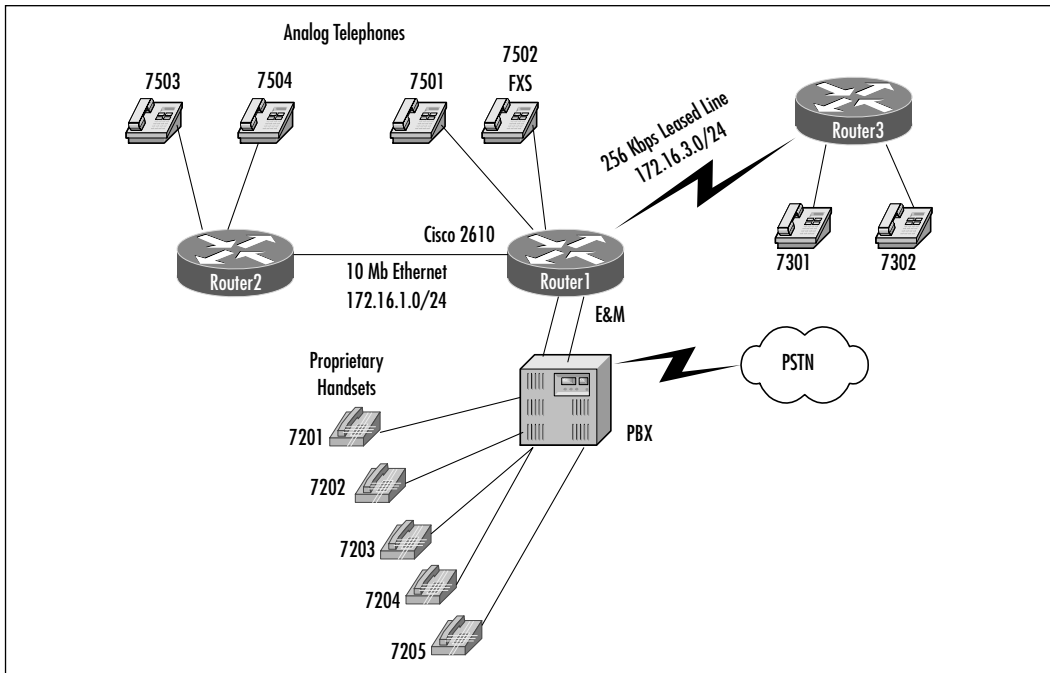 Analog Telephones
7503
7504
7501
7502
FXS
256 Kbps Leased Line
172.16.3.0/24
Router3
7301
7302
Cisco 2610
Router2
10 Mb Ethernet
172.16.1.0/24
Router1
E&M
Proprietary
Handsets
PSTN
PBX
7201
7202
7203
7204
7205